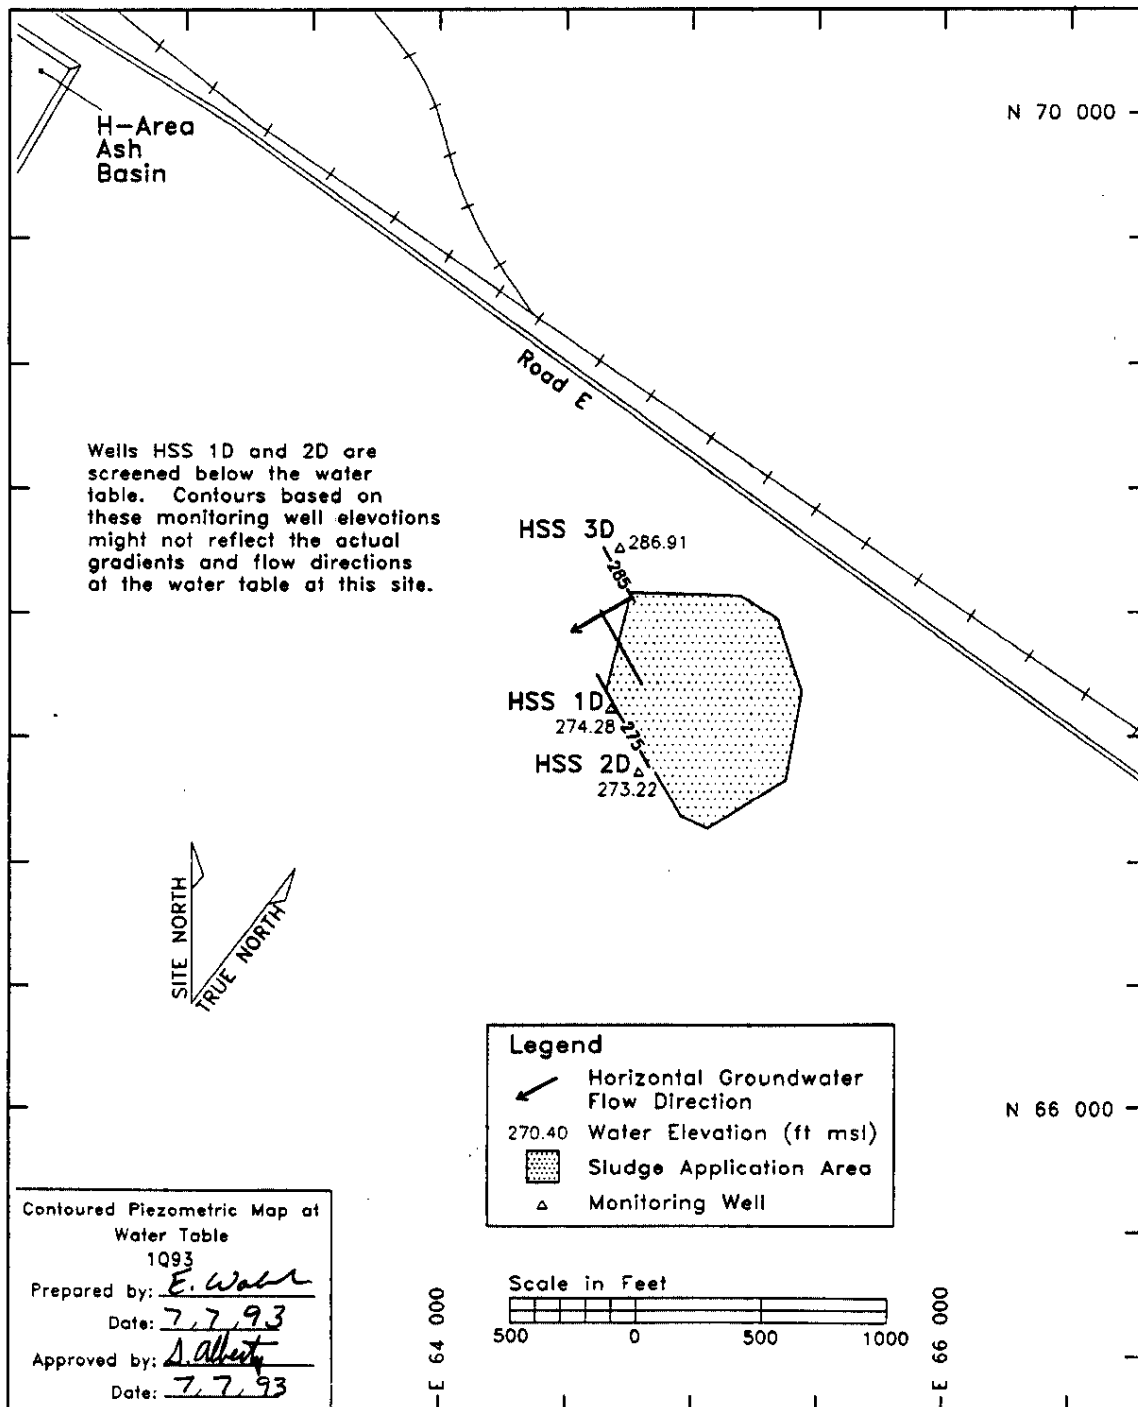 H-Area
Ash
Basin
N 70 000
Road E
Wells HSS 1D and 2D are
screened below the water
table. Contours based on
these monitoring well elevations
might not reflect the actual
gradients and flow directions
at the water table at this site.
HSS 3D
286.91
285
HSS 1D
274.28
275
HSS 2D
273.22
SITE NORTH
TRUE NORTH
Legend
Horizontal Groundwater
Flow Direction
270.40 Water Elevation (ft msl)
Sludge Application Area
Monitoring Well
N 66 000
Contoured Piezometric Map at
Water Table
1Q93
Prepared by: E. 
Date: 7, 7, 93
Approved by: 
Date: 7, 7, 93
Scale in Feet
500 0 500 1000
E 64 000
E 66 000